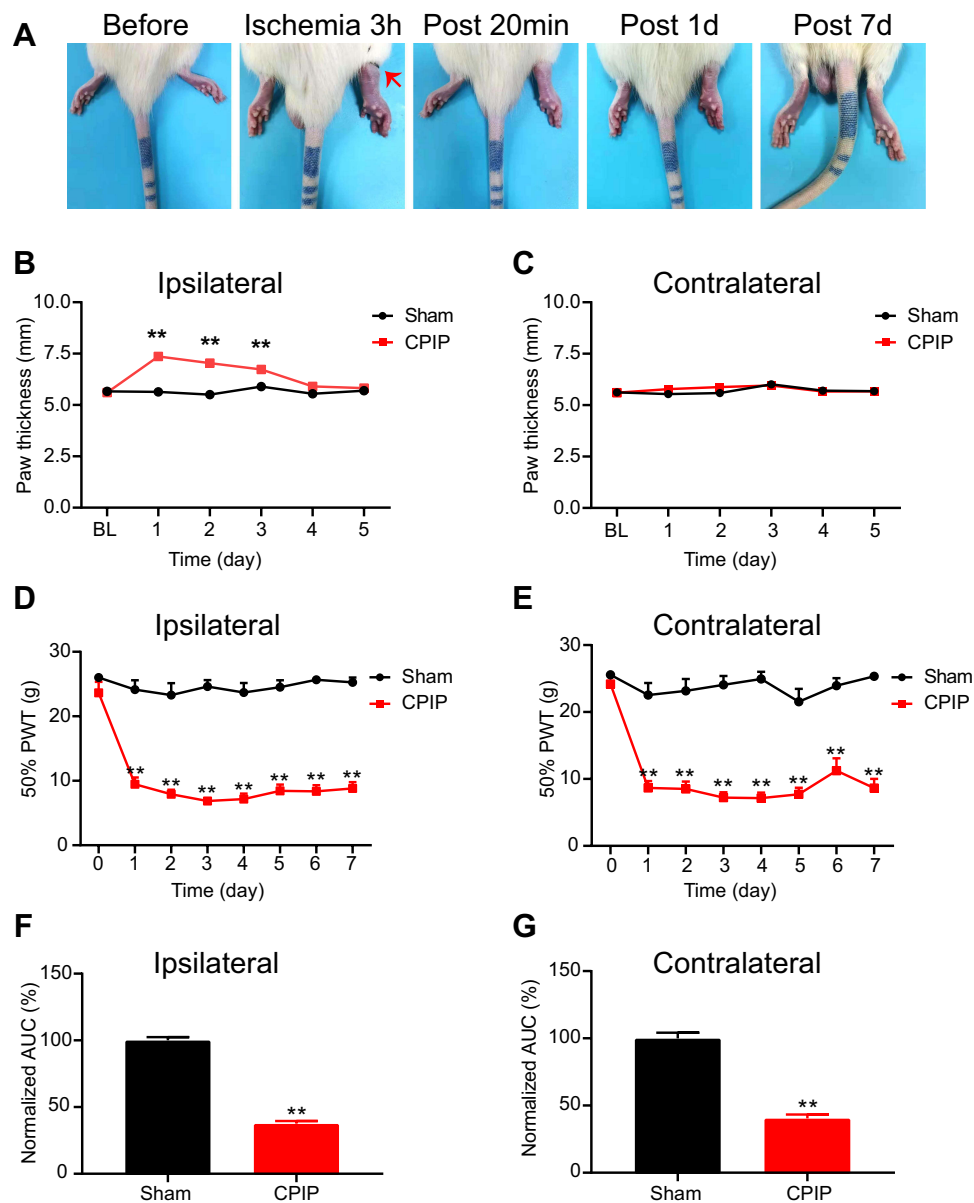 A
Before Ischemia 3h Post 20min Post 1d Post 7d
B
Ipsilateral
Paw thickness (mm)
10.0
7.5
5.0
2.5
0.0
** ** **
Sham
CPIP
BL 1 2 3 4 5
Time (day)
C
Contralateral
Paw thickness (mm)
10.0
7.5
5.0
2.5
0.0
Sham
CPIP
BL 1 2 3 4 5
Time (day)
D
Ipsilateral
50% PWT (g)
30
20
10
0
Sham
CPIP
** ** ** ** ** ** **
0 1 2 3 4 5 6 7
Time (day)
E
Contralateral
50% PWT (g)
30
20
10
0
Sham
CPIP
** ** ** ** ** ** **
0 1 2 3 4 5 6 7
Time (day)
F
Ipsilateral
Normalized AUC (%)
150
100
50
0
**
Sham CPIP
G
Contralateral
Normalized AUC (%)
150
100
50
0
**
Sham CPIP